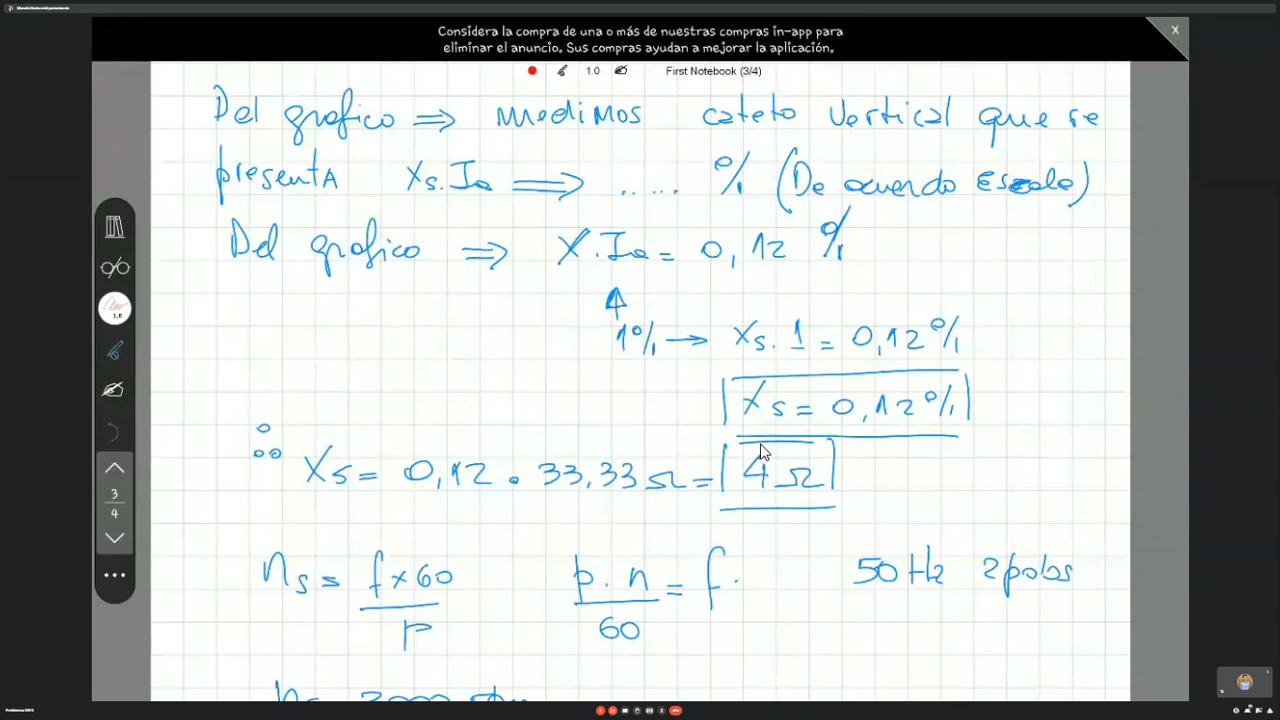 Considera la compra de una o más de nuestras compras in-app para
eliminar el anuncio. Sus compras ayudan a mejorar la aplicación.
X
1.0 First Notebook (3/4)
Del grafico ⇒ medimos cateto vertical que se
presenta Xs.Ia ⇒ ...... % (De acuerdo Escala)
Del grafico ⇒ X.Ia = 0,12 %
1% → Xs. 1 = 0,12%
Xs = 0,12%
∴ Xs = 0,12 . 33,33 Ω = 4 Ω
ns = f x 60 / P p . n / 60 = f. 50 Hz 2 polos
1.0
3
4